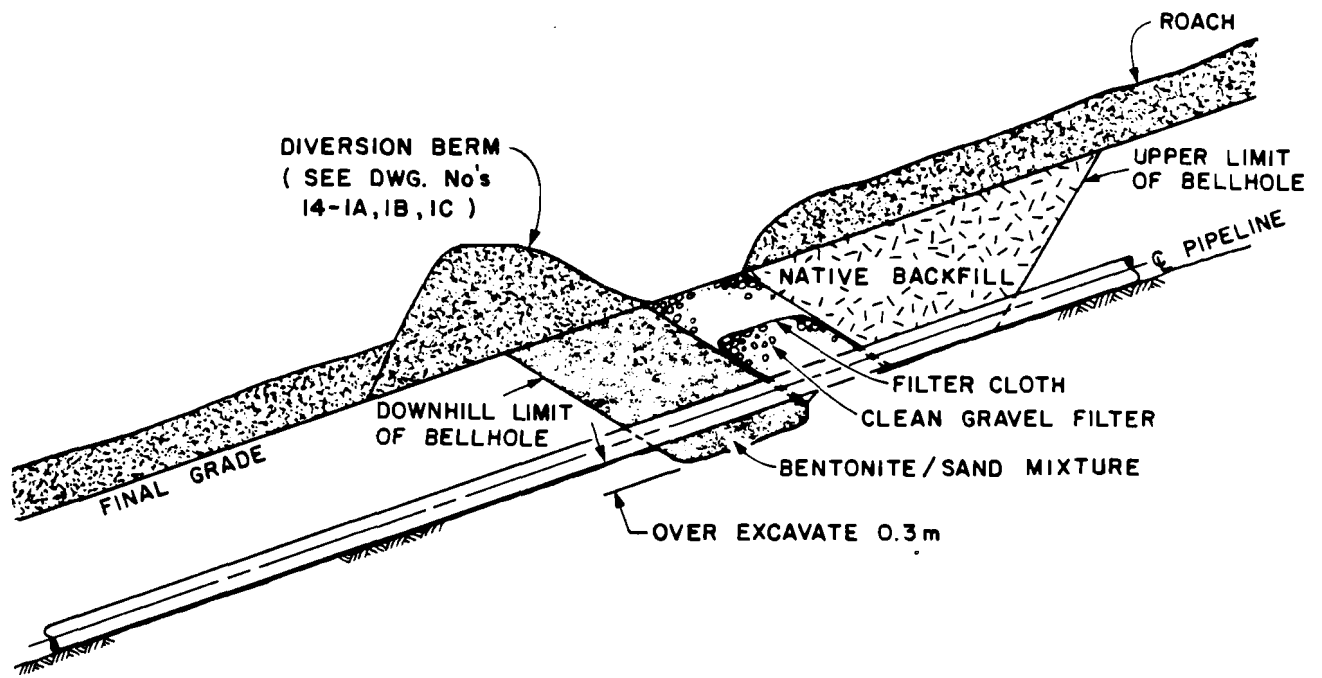 ROACH
DIVERSION BERM
( SEE DWG. No's
14-1A, 1B, 1C )
UPPER LIMIT
OF BELLHOLE
℄ PIPELINE
NATIVE BACKFILL
FILTER CLOTH
DOWNHILL LIMIT
OF BELLHOLE
CLEAN GRAVEL FILTER
FINAL GRADE
BENTONITE/SAND MIXTURE
OVER EXCAVATE 0.3m